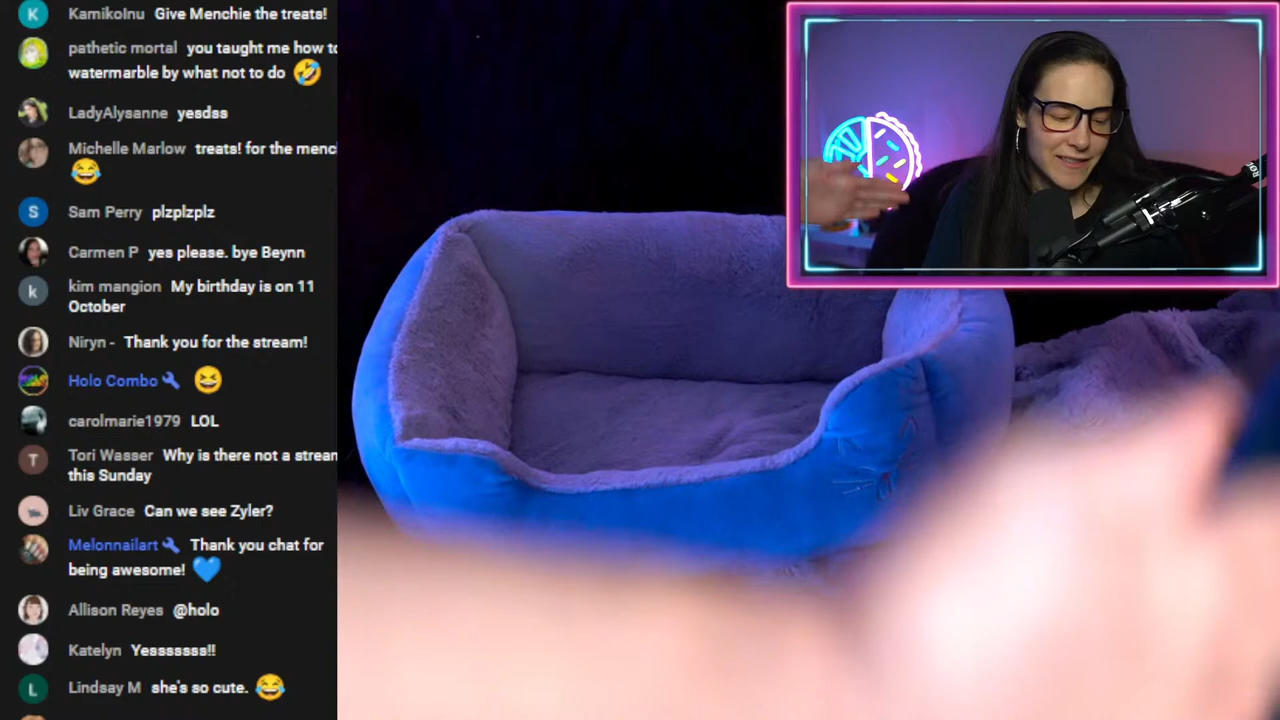 KamikoInu Give Menchie the treats!
pathetic mortal you taught me how to
watermarble by what not to do
LadyAlysanne yesdss
Michelle Marlow treats! for the menc
Sam Perry plzplzplz
Carmen P yes please. bye Beynn
kim mangion My birthday is on 11
October
Niryn - Thank you for the stream!
Holo Combo
carolmarie1979 LOL
Tori Wasser Why is there not a stream
this Sunday
Liv Grace Can we see Zyler?
Melonnailart Thank you chat for
being awesome!
Allison Reyes @holo
Katelyn Yesssssss!!
Lindsay M she's so cute.